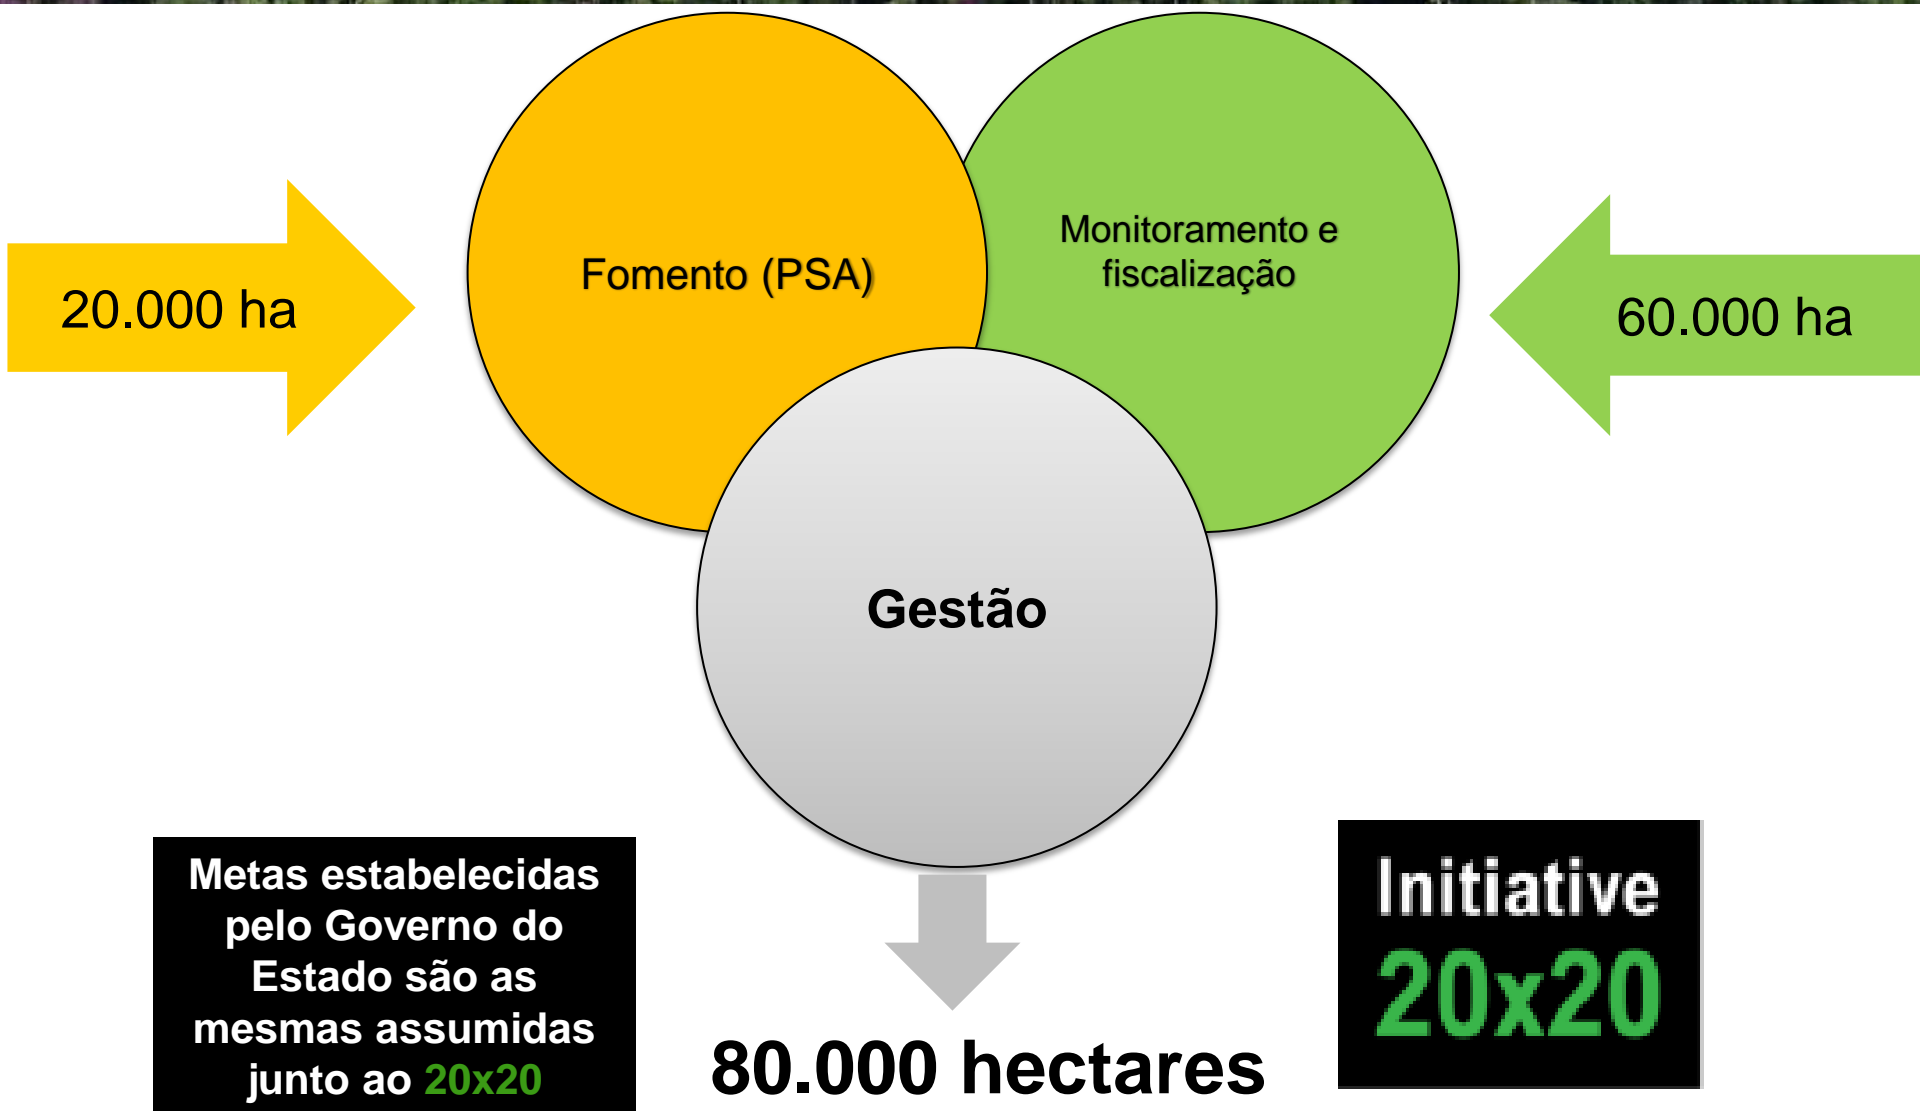 Fomento (PSA)
Monitoramento e
fiscalização
20.000 ha
60.000 ha
Gestão
Metas estabelecidas
pelo Governo do
Estado são as
mesmas assumidas
junto ao 20x20
80.000 hectares
Initiative
20x20